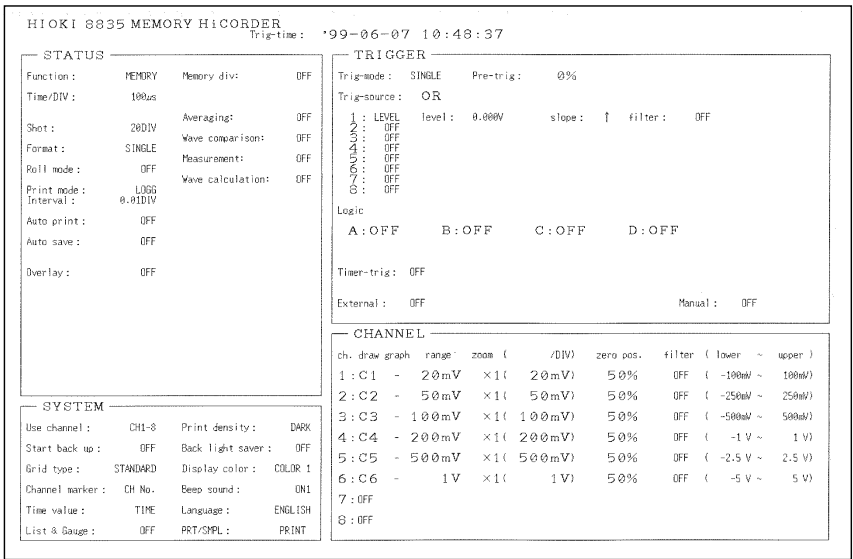 HIOKI 8835 MEMORY HiCORDER
Trig-time: '99-06-07 10:48:37
STATUS
Function: MEMORY Memory div: OFF
Time/DIV: 100µs
Averaging: OFF
Shot: 20DIV
Wave comparison: OFF
Format: SINGLE
Measurement: OFF
Roll mode: OFF
Wave calculation: OFF
Print mode: LOGG
Interval: 0.01DIV
Auto print: OFF
Auto save: OFF
Overlay: OFF
SYSTEM
Use channel: CH1-8 Print density: DARK
Start back up: OFF Back light saver: OFF
Grid type: STANDARD Display color: COLOR 1
Channel marker: CH No. Beep sound: ON1
Time value: TIME Language: ENGLISH
List & Gauge: OFF PRT/SMPL: PRINT
TRIGGER
Trig-mode: SINGLE Pre-trig: 0%
Trig-source: OR
1: LEVEL level: 0.000V slope: ↑ filter: OFF
2: OFF
3: OFF
4: OFF
5: OFF
6: OFF
7: OFF
8: OFF
Logic
A:OFF B:OFF C:OFF D:OFF
Timer-trig: OFF
External: OFF Manual: OFF
CHANNEL
ch. draw graph range zoom ( /DIV) zero pos. filter ( lower ~ upper )
1:C1 - 20mV ×1( 20mV) 50% OFF ( -100mV ~ 100mV)
2:C2 - 50mV ×1( 50mV) 50% OFF ( -250mV ~ 250mV)
3:C3 - 100mV ×1( 100mV) 50% OFF ( -500mV ~ 500mV)
4:C4 - 200mV ×1( 200mV) 50% OFF ( -1 V ~ 1 V)
5:C5 - 500mV ×1( 500mV) 50% OFF ( -2.5 V ~ 2.5 V)
6:C6 - 1V ×1( 1V) 50% OFF ( -5 V ~ 5 V)
7:OFF
8:OFF